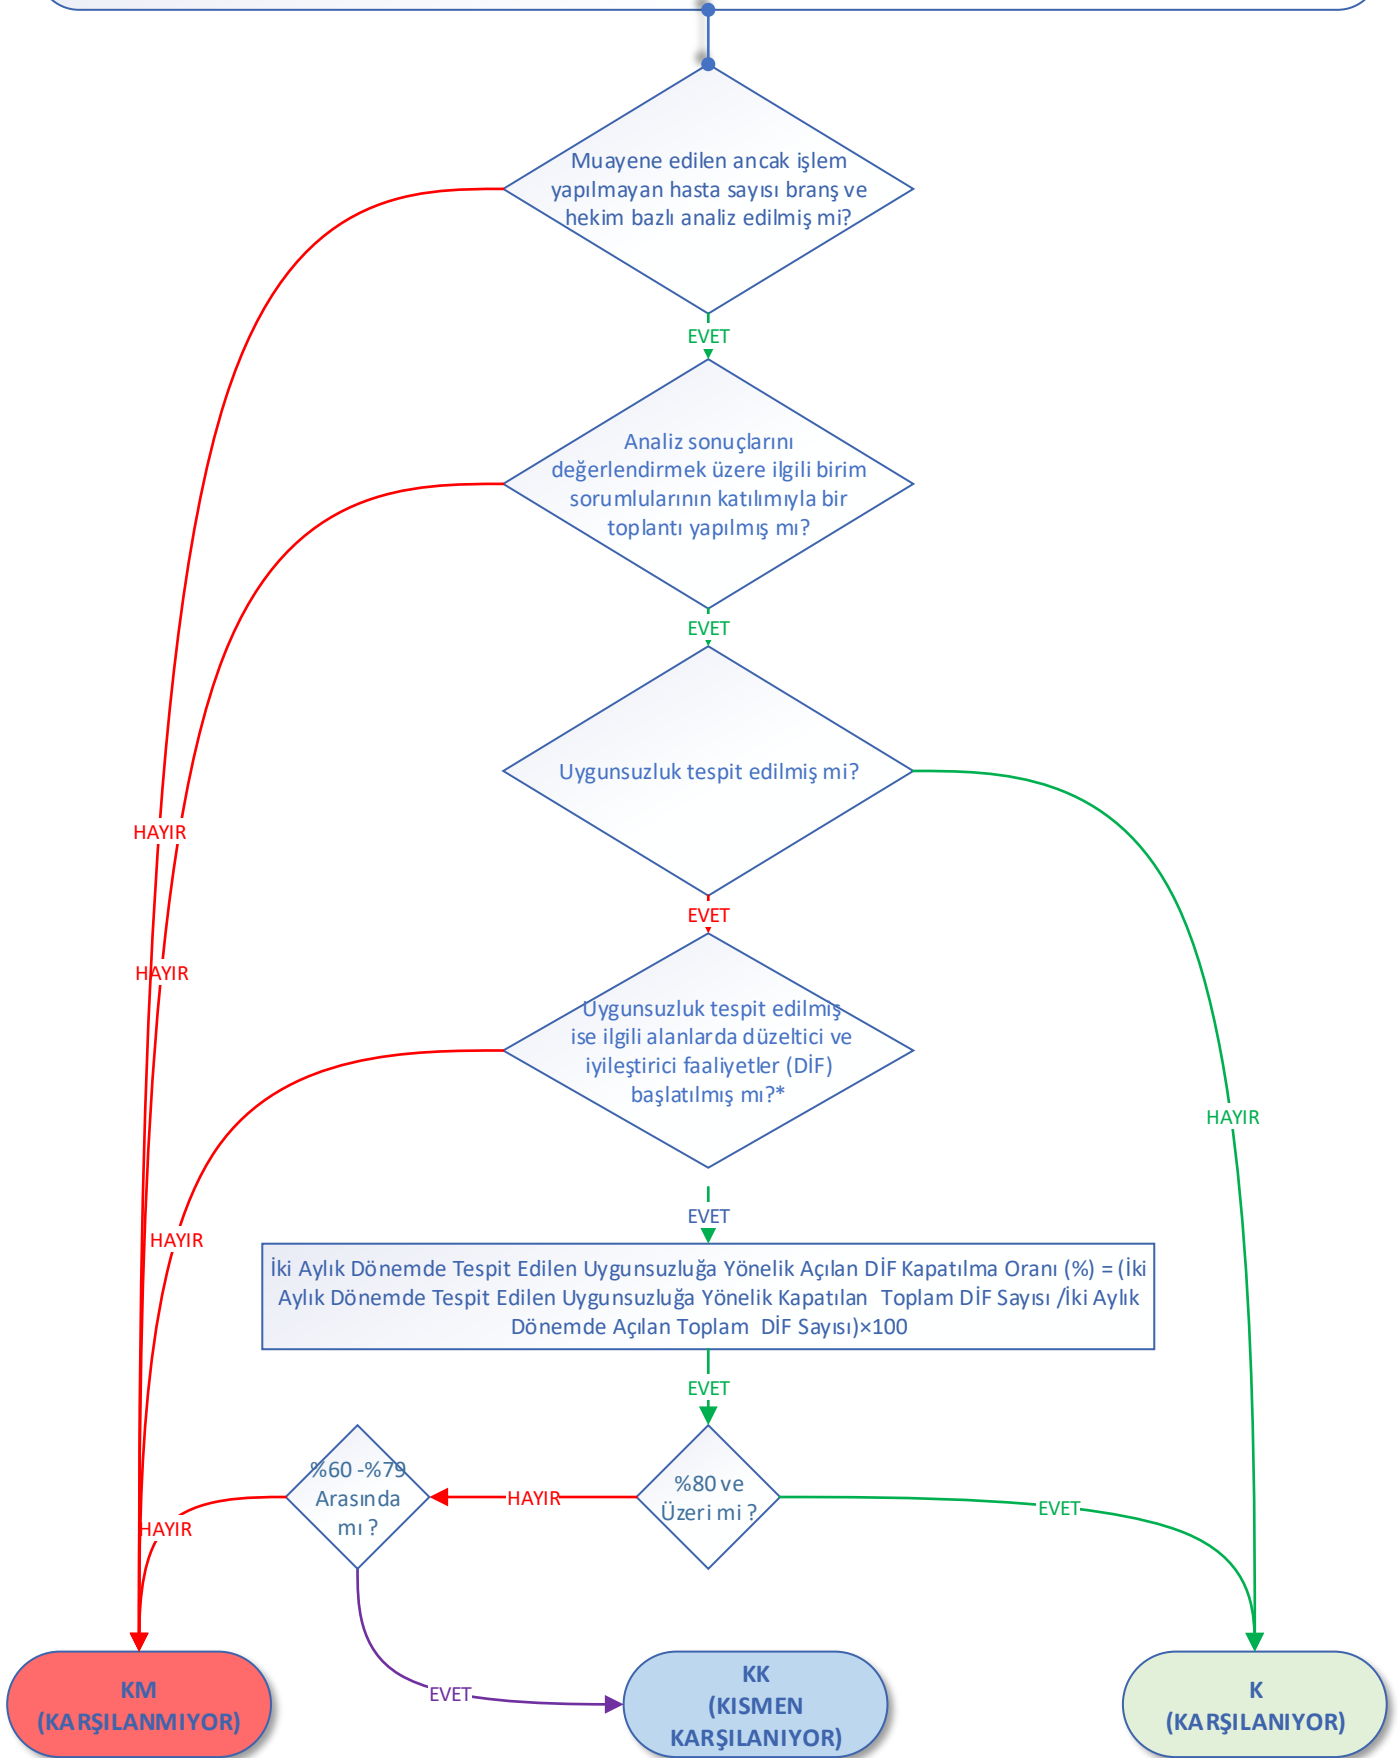 Muayene edilen ancak işlem
yapılmayan hasta sayısı branş ve
hekim bazlı analiz edilmiş mi?
EVET
Analiz sonuçlarını
değerlendirmek üzere ilgili birim
sorumlularının katılımıyla bir
toplantı yapılmış mı?
EVET
Uygunsuzluk tespit edilmiş mi?
HAYIR
EVET
HAYIR
Uygunsuzluk tespit edilmiş
ise ilgili alanlarda düzeltici ve
iyileştirici faaliyetler (DİF)
başlatılmış mı?*
HAYIR
EVET
HAYIR
İki Aylık Dönemde Tespit Edilen Uygunsuzluğa Yönelik Açılan DİF Kapatılma Oranı (%) = (İki
Aylık Dönemde Tespit Edilen Uygunsuzluğa Yönelik Kapatılan Toplam DİF Sayısı /İki Aylık
Dönemde Açılan Toplam DİF Sayısı)×100
EVET
%60 -%79
Arasında
mı ?
HAYIR
%80 ve
Üzeri mi ?
EVET
HAYIR
EVET
KM
(KARŞILANMIYOR)
KK
(KISMEN
KARŞILANIYOR)
K
(KARŞILANIYOR)